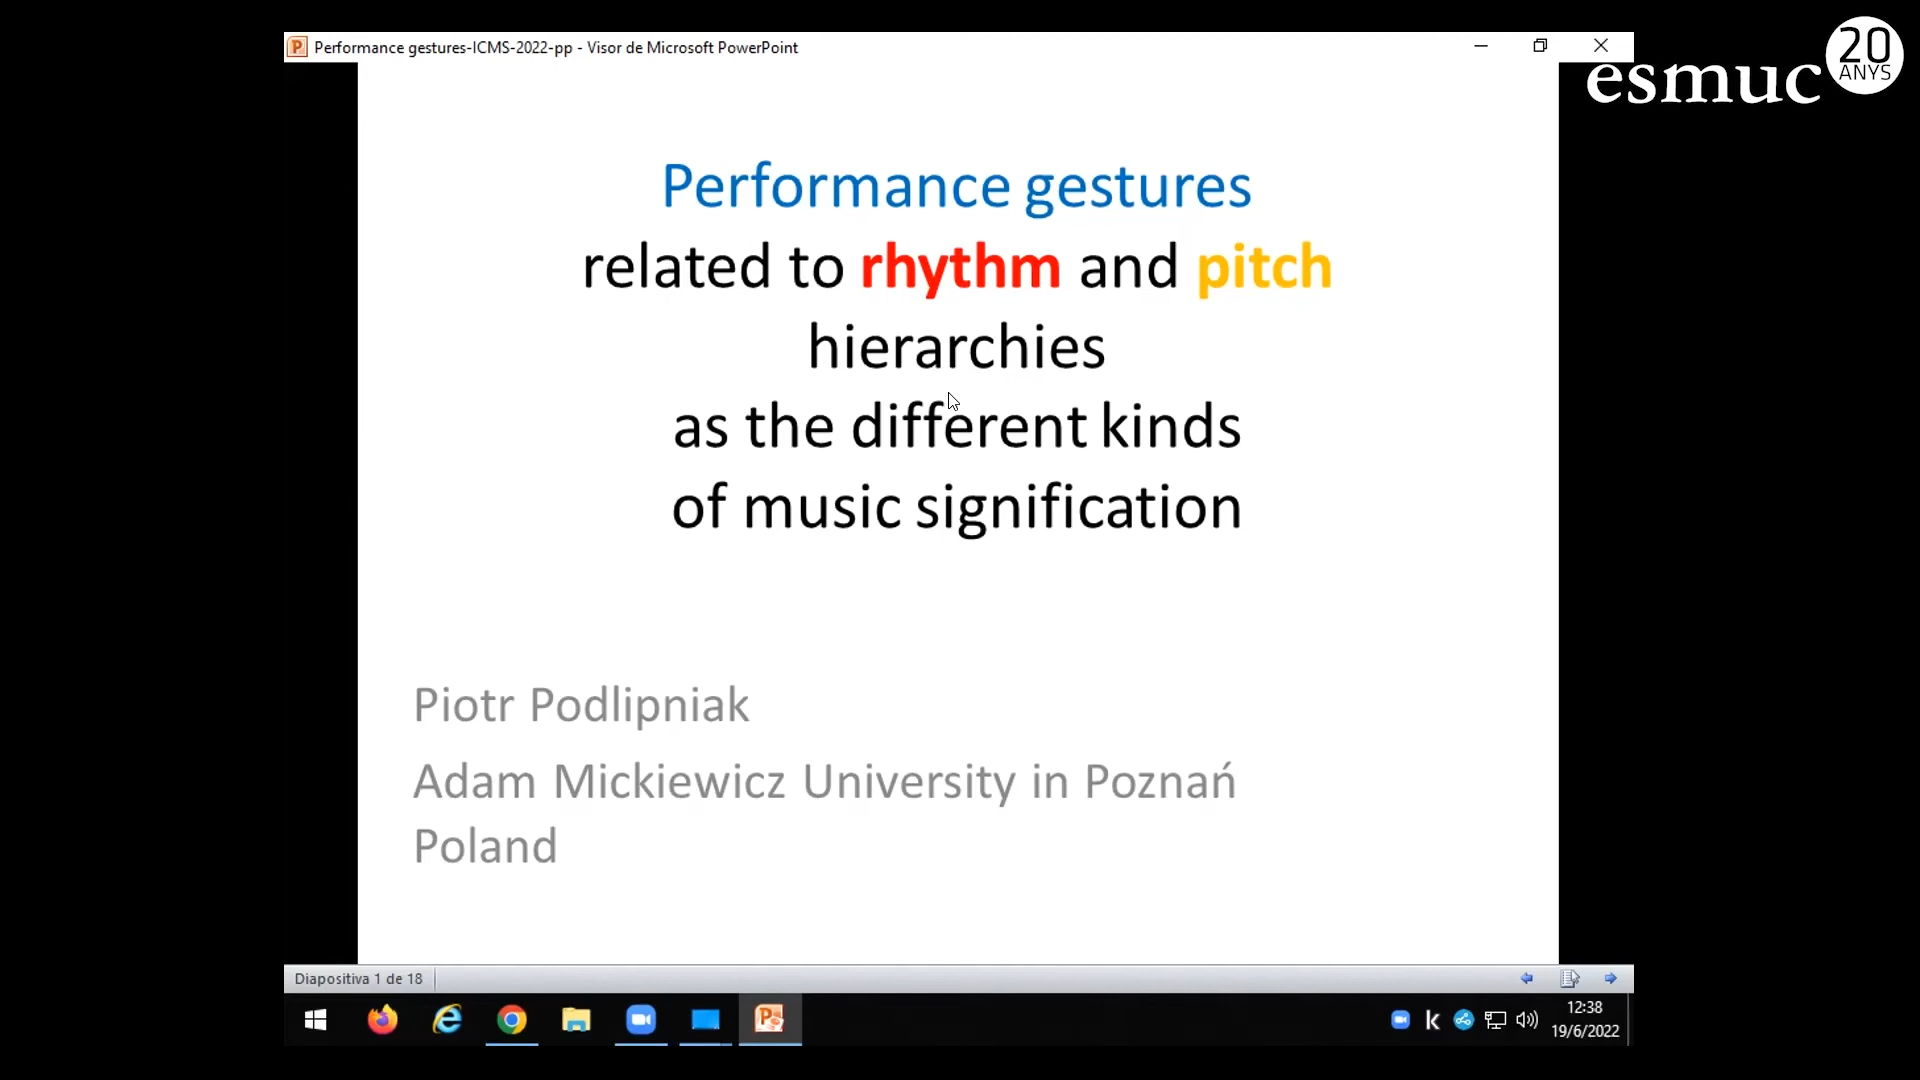 Performance gestures-ICMS-2022-pp - Visor de Microsoft PowerPoint
20
ANYS
esmuc
Performance gestures
related to rhythm and pitch
hierarchies
as the different kinds
of music signification
Piotr Podlipniak
Adam Mickiewicz University in Poznań
Poland
Diapositiva 1 de 18
12:38
19/6/2022